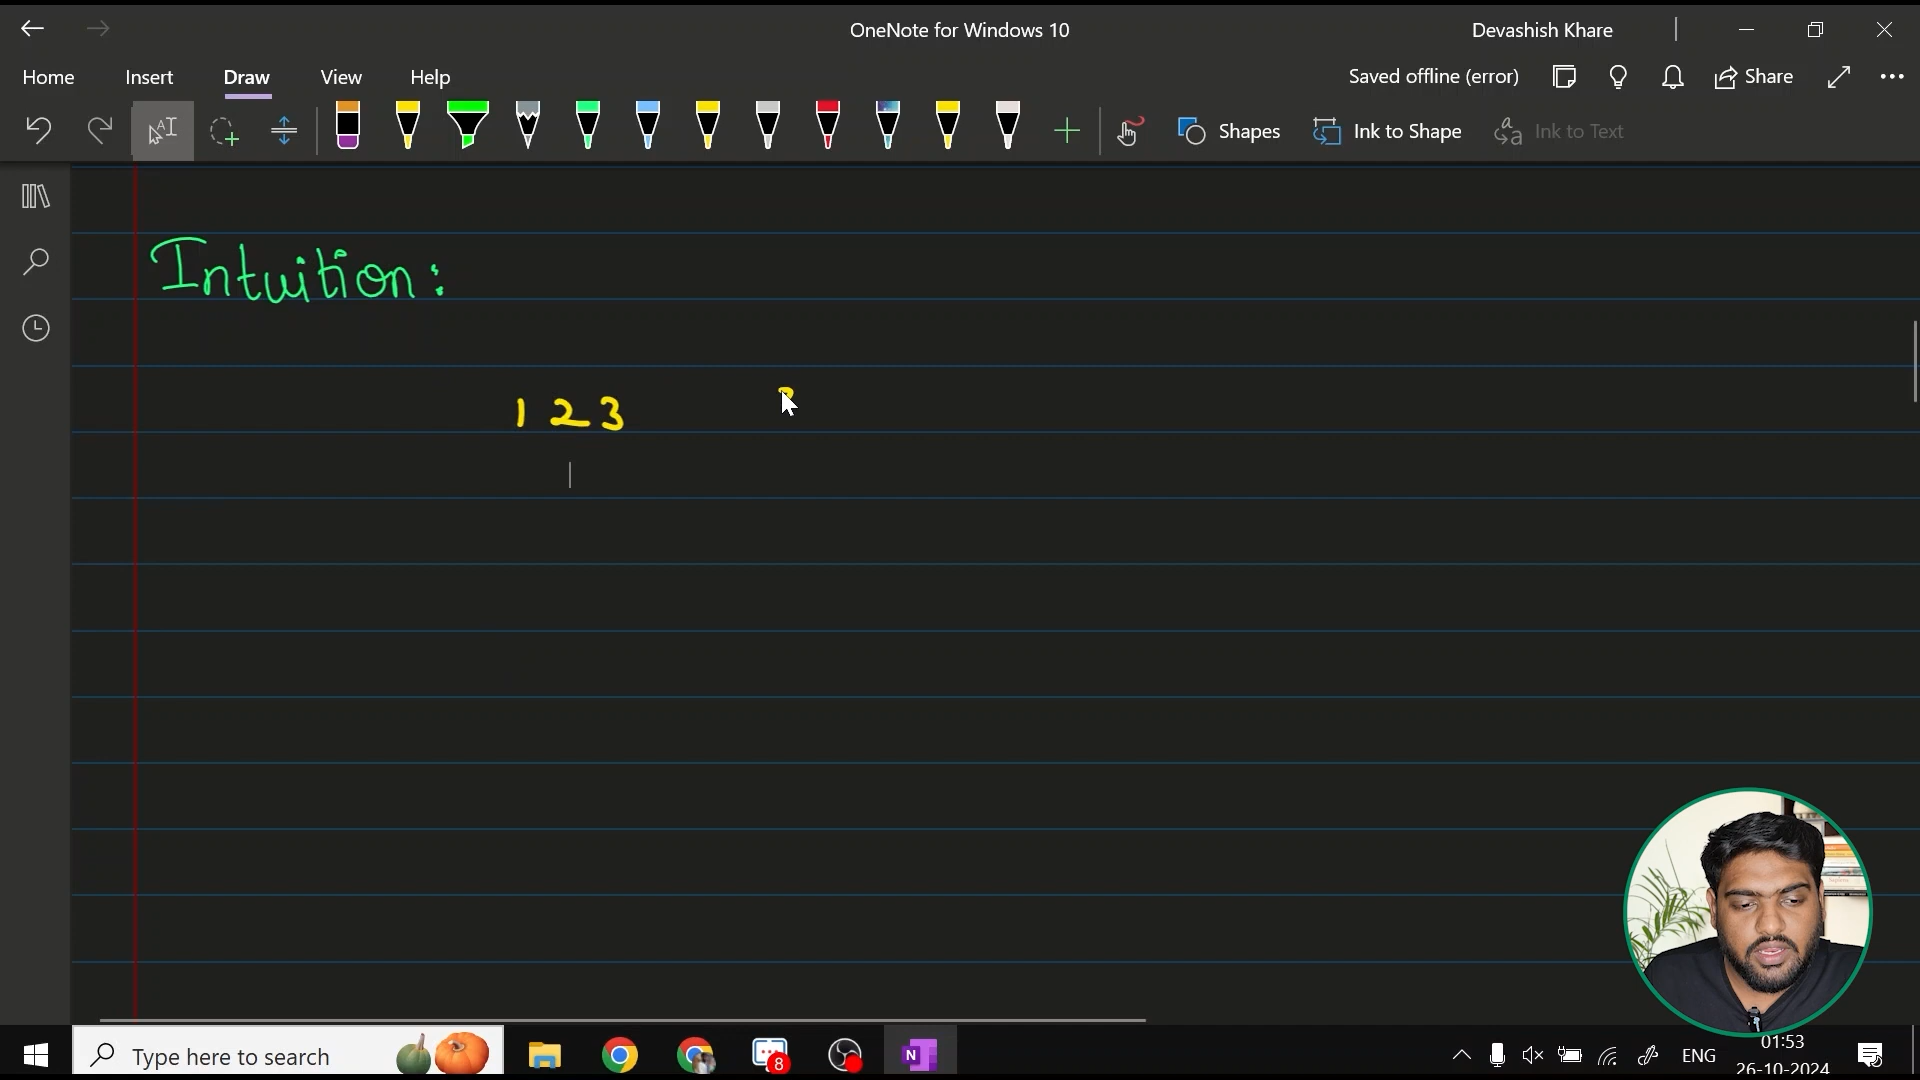 OneNote for Windows 10
Devashish Khare
Home Insert Draw View Help
Saved offline (error)
Share
Shapes
Ink to Shape
Ink to Text
Intuition:
1 2 3
Type here to search
8
N
ENG
01:53
26-10-2024